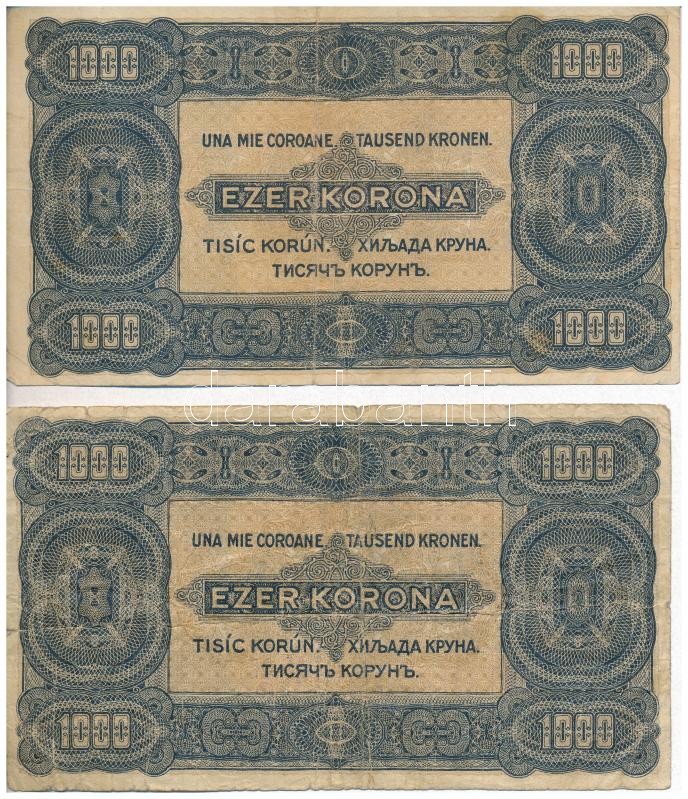 1000 1000
UNA MIE COROANE. TAUSEND KRONEN.
EZER KORONA
TISÍC KORÚN. ХИЉАДА КРУНА.
ТИСЯЧЪ КОРУНЪ.
1000 1000
darabanth
1000 1000
UNA MIE COROANE. TAUSEND KRONEN.
EZER KORONA
TISÍC KORÚN. ХИЉАДА КРУНА.
ТИСЯЧЪ КОРУНЪ.
1000 1000